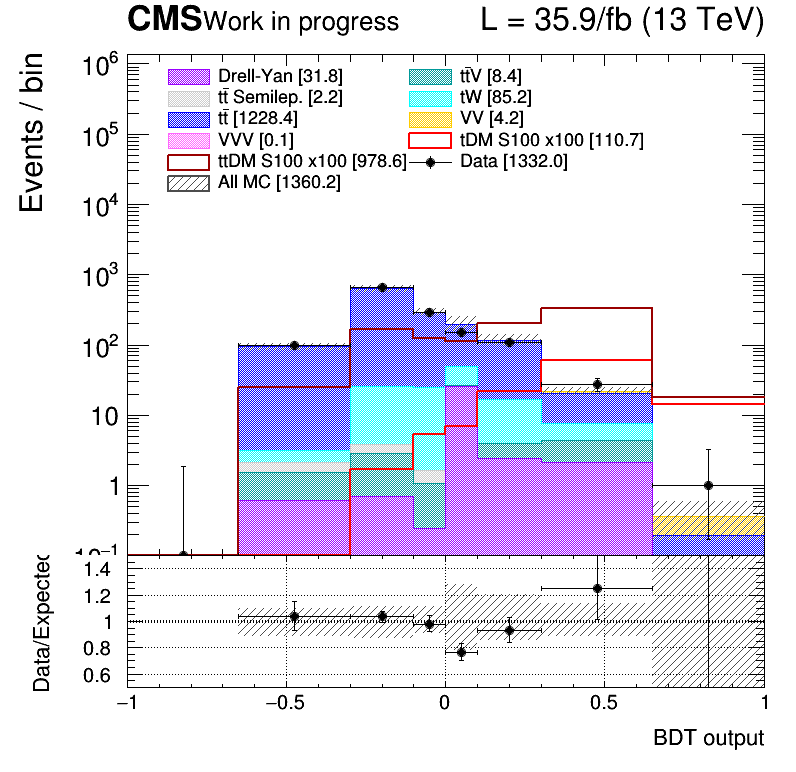 CMS Work in progress L = 35.9/fb (13 TeV)
Events / bin
10⁶
10⁵
10⁴
10³
10²
10
1
10⁻¹
Drell-Yan [31.8] tt̄V [8.4]
tt̄ Semilep. [2.2] tW [85.2]
tt̄ [1228.4] VV [4.2]
VVV [0.1] tDM S100 x100 [110.7]
ttDM S100 x100 [978.6] Data [1332.0]
All MC [1360.2]
Data/Expected
1.4
1.2
1
0.8
0.6
−1 −0.5 0 0.5 1
BDT output